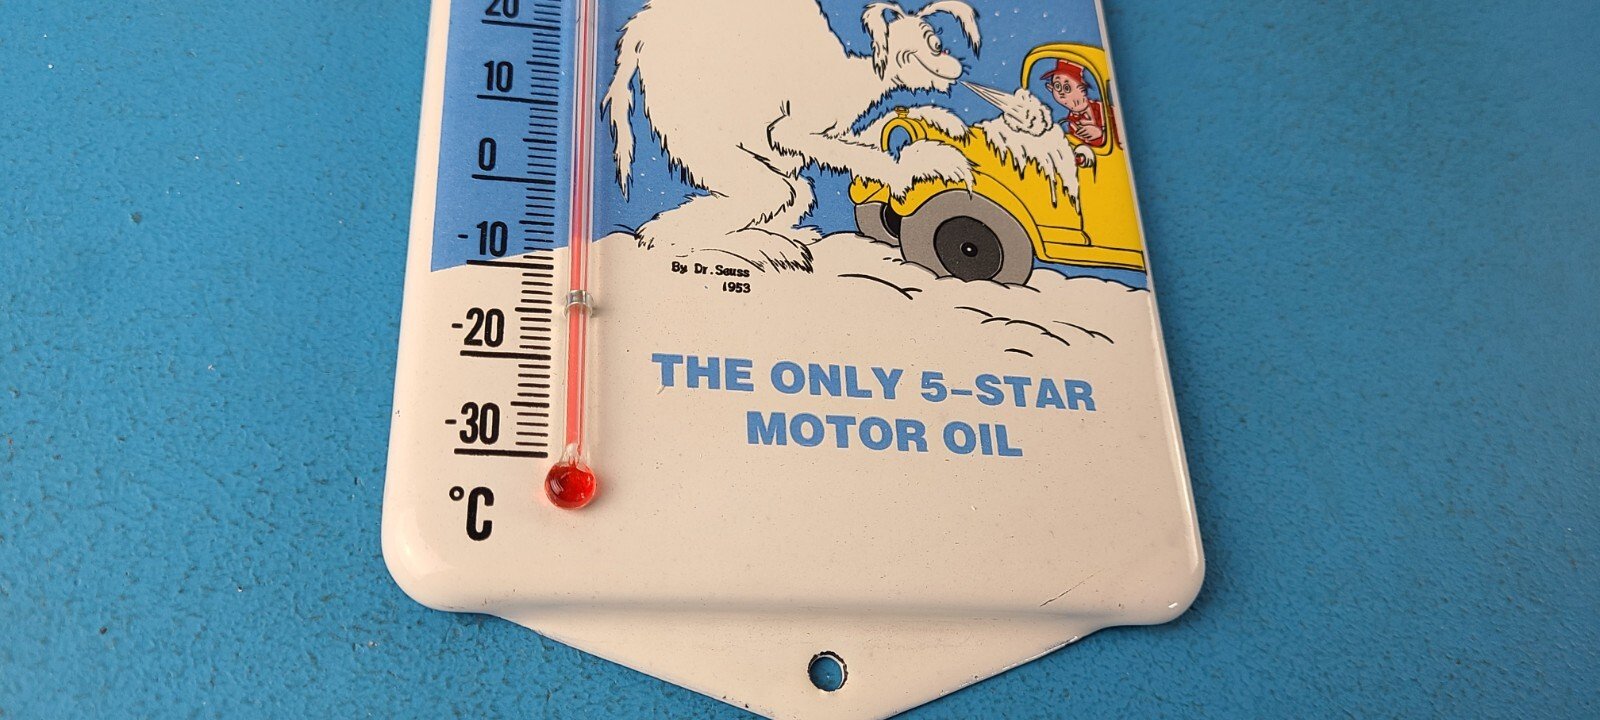 20
10
0
-10
-20
-30
°C
By Dr. Seuss
1953
THE ONLY 5-STAR
MOTOR OIL